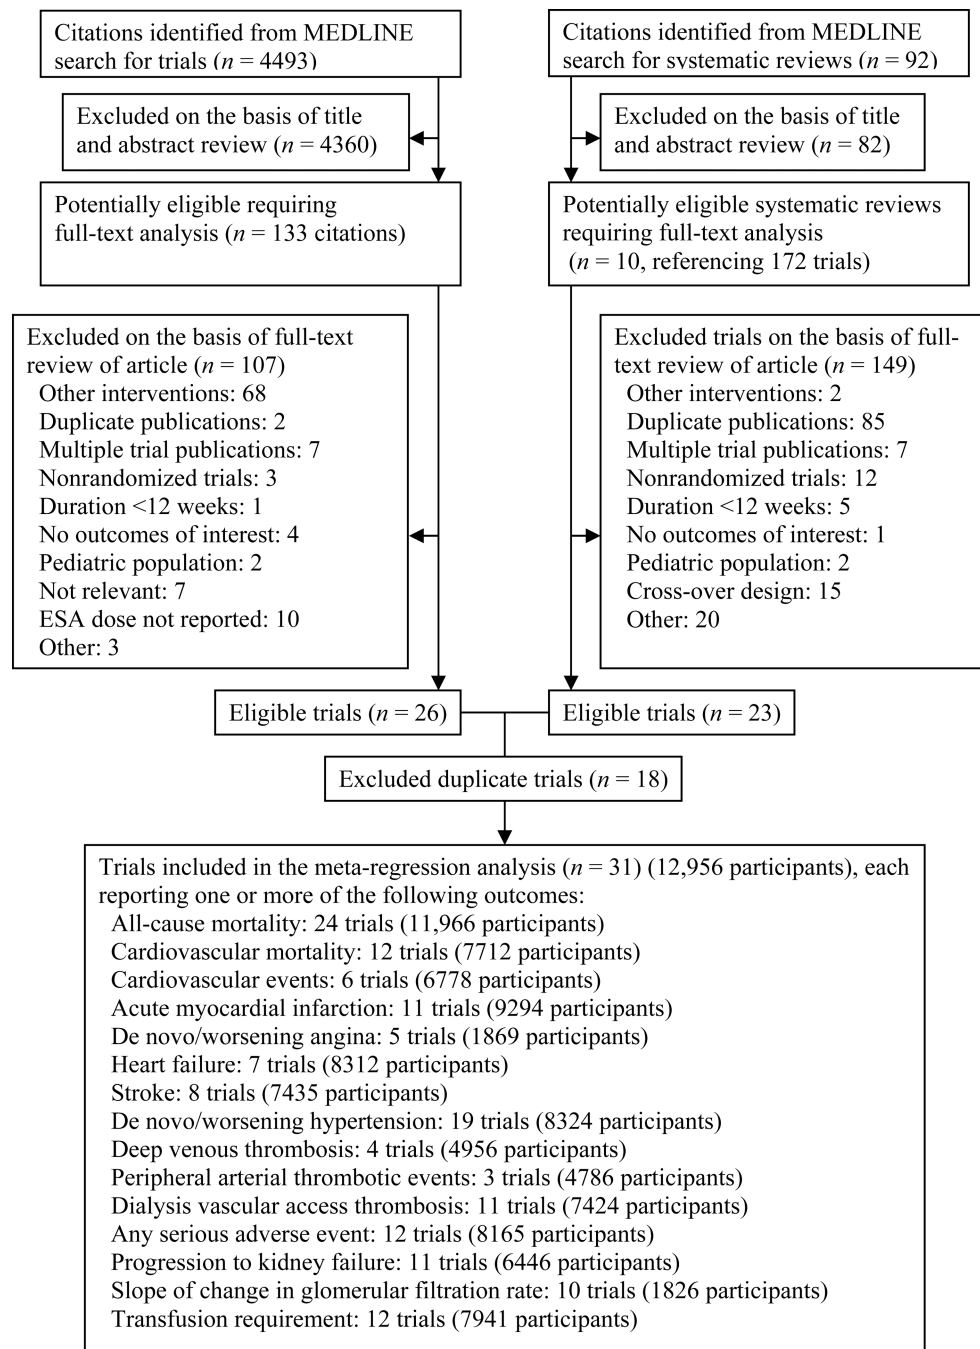 Citations identified from MEDLINE
search for trials (n = 4493)
Citations identified from MEDLINE
search for systematic reviews (n = 92)
Excluded on the basis of title
and abstract review (n = 4360)
Excluded on the basis of title
and abstract review (n = 82)
Potentially eligible requiring
full-text analysis (n = 133 citations)
Potentially eligible systematic reviews
requiring full-text analysis
(n = 10, referencing 172 trials)
Excluded on the basis of full-text
review of article (n = 107)
Other interventions: 68
Duplicate publications: 2
Multiple trial publications: 7
Nonrandomized trials: 3
Duration <12 weeks: 1
No outcomes of interest: 4
Pediatric population: 2
Not relevant: 7
ESA dose not reported: 10
Other: 3
Excluded trials on the basis of full-
text review of article (n = 149)
Other interventions: 2
Duplicate publications: 85
Multiple trial publications: 7
Nonrandomized trials: 12
Duration <12 weeks: 5
No outcomes of interest: 1
Pediatric population: 2
Cross-over design: 15
Other: 20
Eligible trials (n = 26)
Eligible trials (n = 23)
Excluded duplicate trials (n = 18)
Trials included in the meta-regression analysis (n = 31) (12,956 participants), each
reporting one or more of the following outcomes:
All-cause mortality: 24 trials (11,966 participants)
Cardiovascular mortality: 12 trials (7712 participants)
Cardiovascular events: 6 trials (6778 participants)
Acute myocardial infarction: 11 trials (9294 participants)
De novo/worsening angina: 5 trials (1869 participants)
Heart failure: 7 trials (8312 participants)
Stroke: 8 trials (7435 participants)
De novo/worsening hypertension: 19 trials (8324 participants)
Deep venous thrombosis: 4 trials (4956 participants)
Peripheral arterial thrombotic events: 3 trials (4786 participants)
Dialysis vascular access thrombosis: 11 trials (7424 participants)
Any serious adverse event: 12 trials (8165 participants)
Progression to kidney failure: 11 trials (6446 participants)
Slope of change in glomerular filtration rate: 10 trials (1826 participants)
Transfusion requirement: 12 trials (7941 participants)